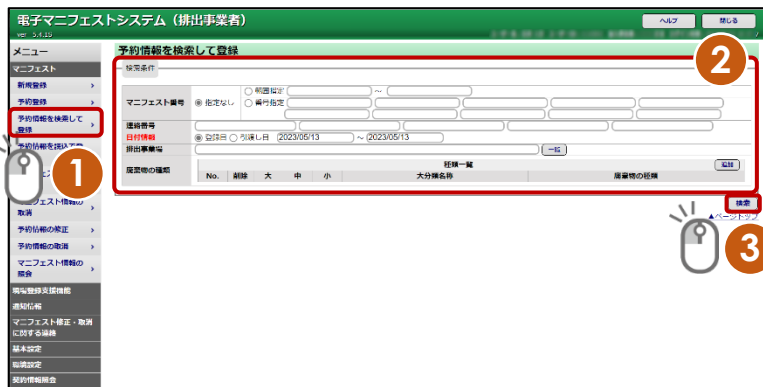 電子マニフェストシステム（排出事業者）
ver 5.4.15
ヘルプ 閉じる
メニュー
マニフェスト
新規登録 >
予約登録 >
予約情報を検索して登録 >
予約情報を読込
取消
予約情報の修正 >
予約情報の取消 >
マニフェスト情報の照会 >
現場登録支援機能
通知情報
マニフェスト修正・取消に関する連絡
基本設定
環境設定
契約情報照会
予約情報を検索して登録
検索条件
マニフェスト番号 指定なし 範囲指定 ～
番号指定
連絡番号
日付情報 登録日 引渡し日 2023/05/13 ～ 2023/05/13
排出事業場 一覧
廃棄物の種類 種類一覧 追加
No. 削除 大 中 小 大分類名称 廃棄物の種類
検索
▲ページトップ
1
2
3